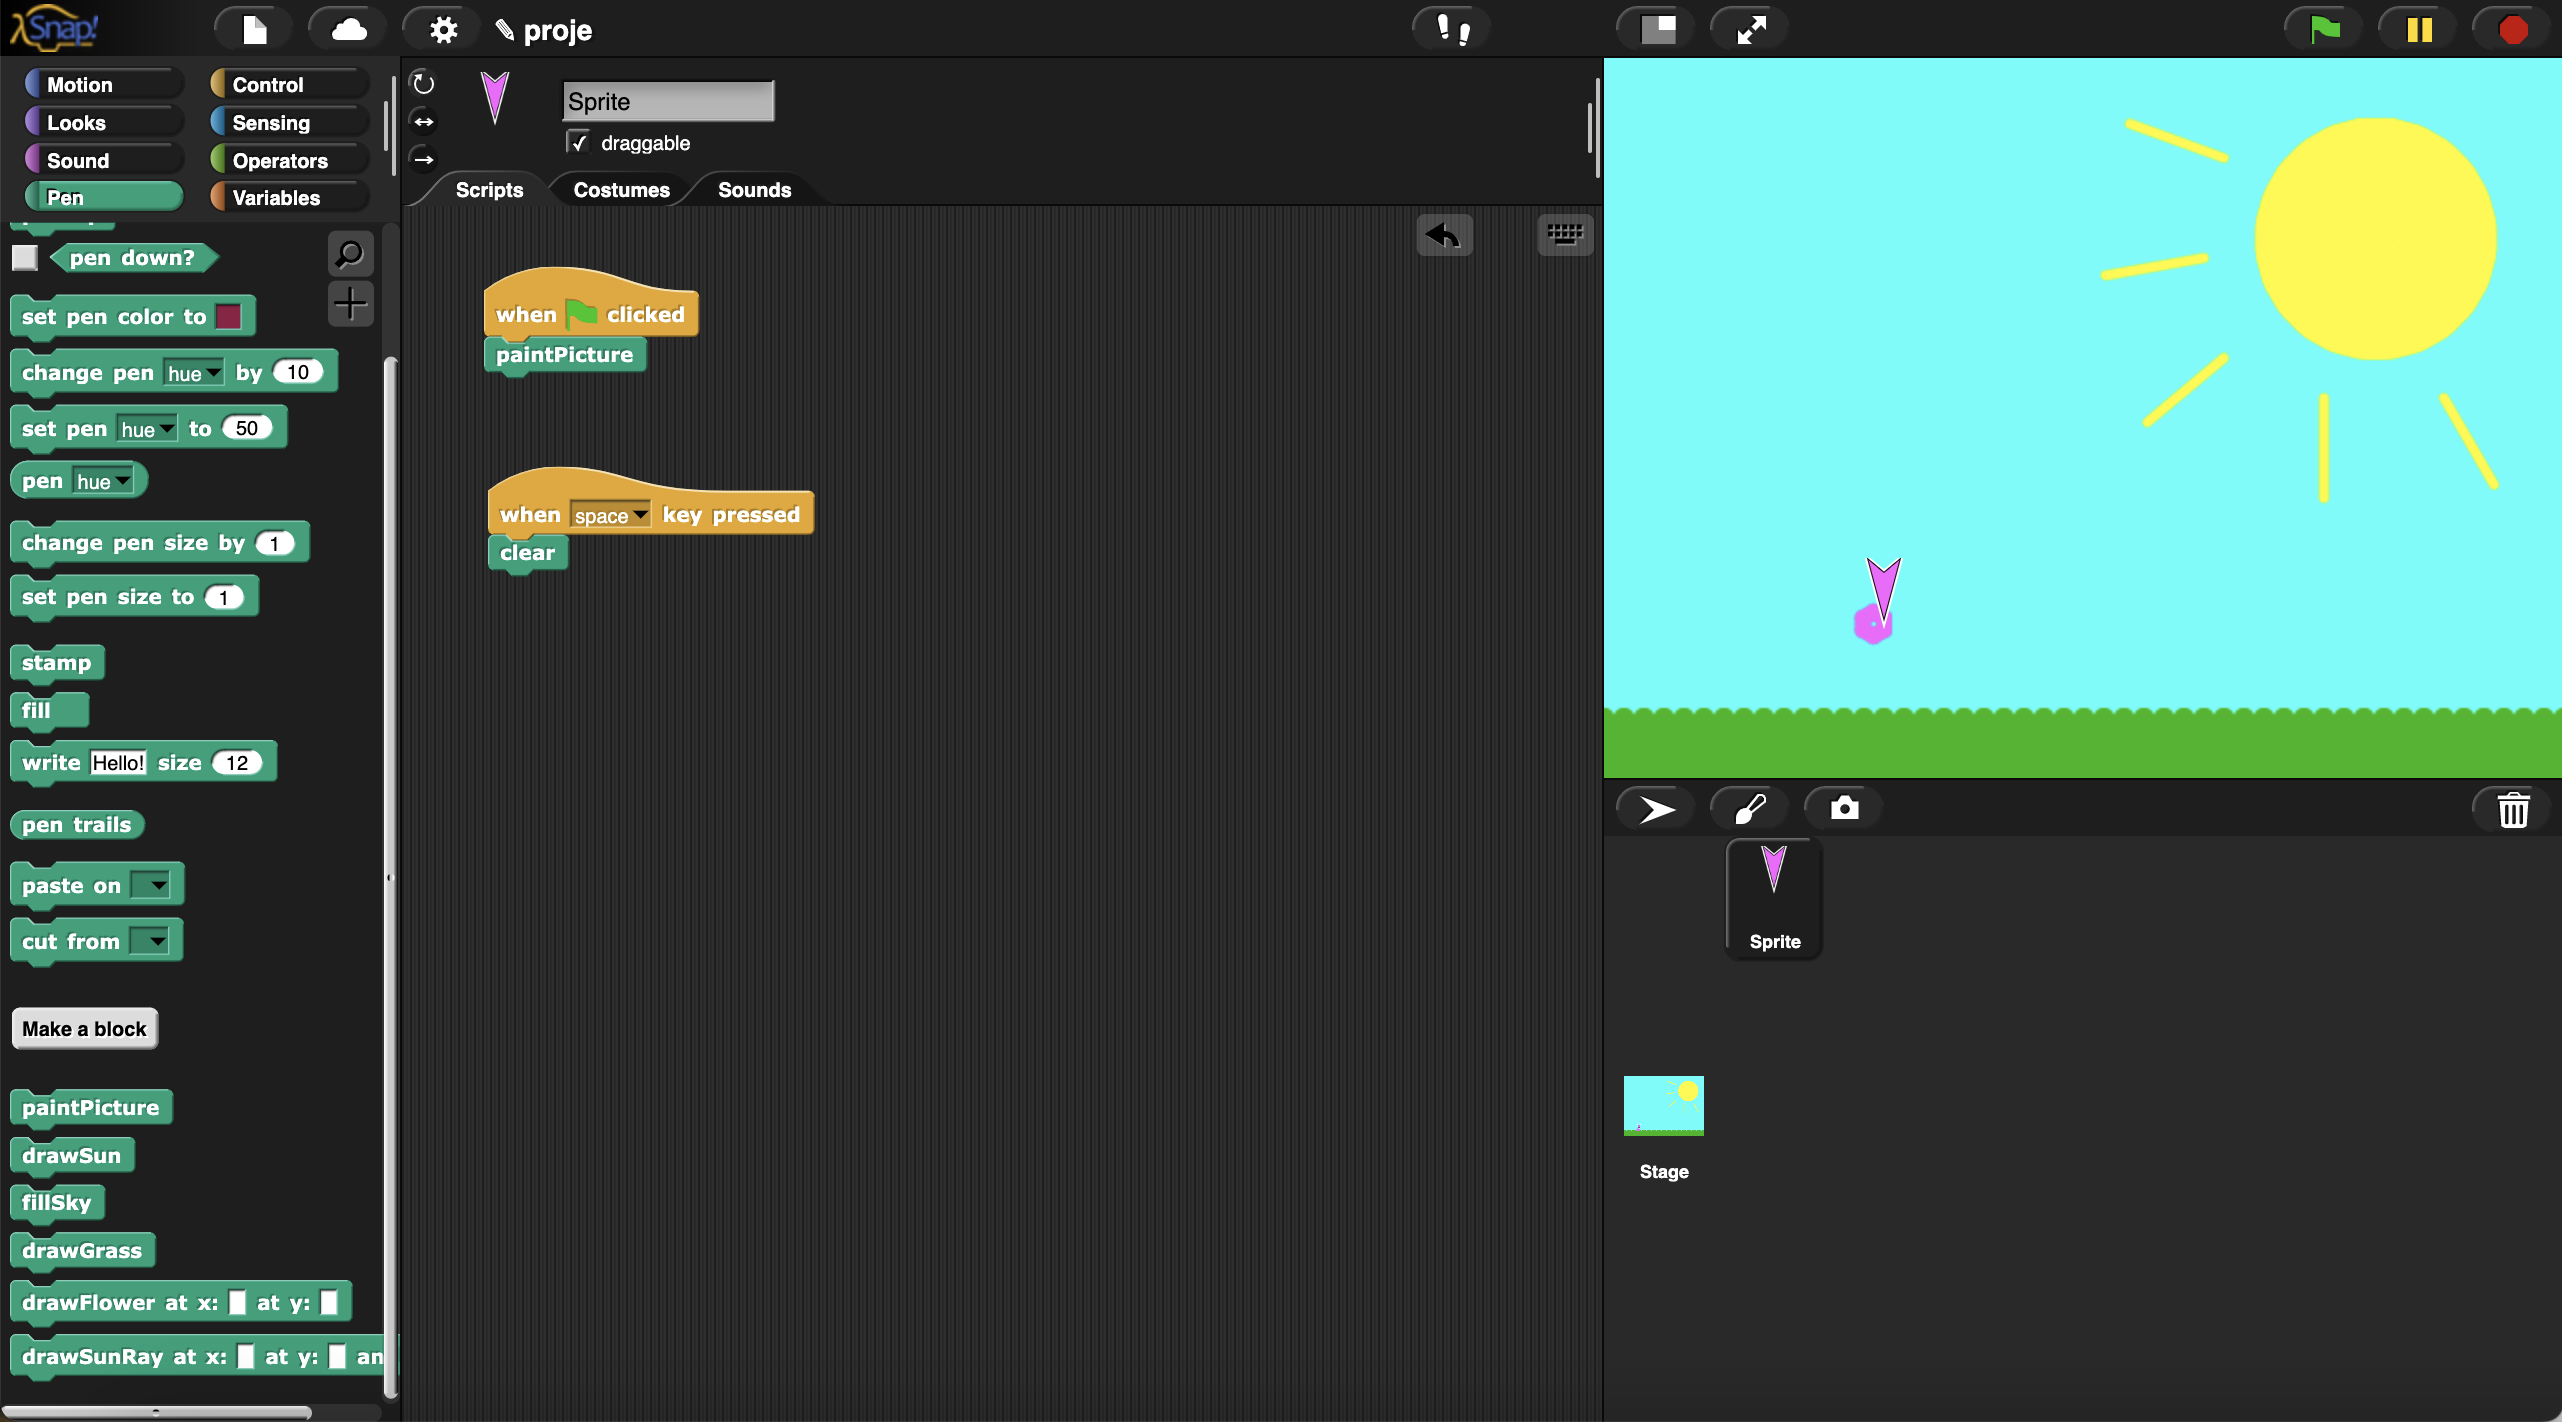 λSnap!
proje
Motion
Control
Looks
Sensing
Sound
Operators
Pen
Variables
Sprite
draggable
Scripts
Costumes
Sounds
pen down?
set pen color to
change pen hue by 10
set pen hue to 50
pen hue
change pen size by 1
set pen size to 1
stamp
fill
write Hello! size 12
pen trails
paste on
cut from
Make a block
paintPicture
drawSun
fillSky
drawGrass
drawFlower at x: at y:
drawSunRay at x: at y: an
when clicked
paintPicture
when space key pressed
clear
Sprite
Stage